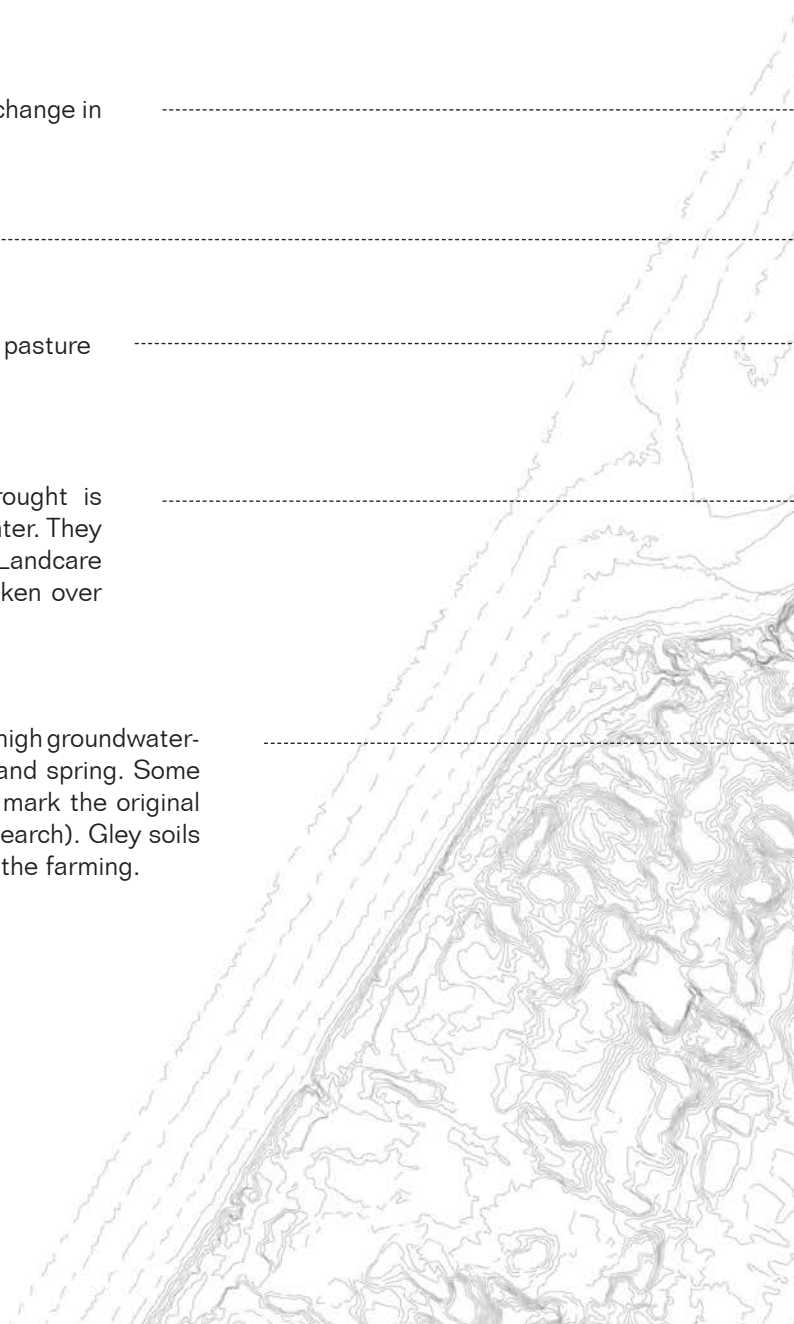 change in
pasture
rought is
ter. They
Landcare
ken over
high groundwater-
and spring. Some
mark the original
earch). Gley soils
the farming.